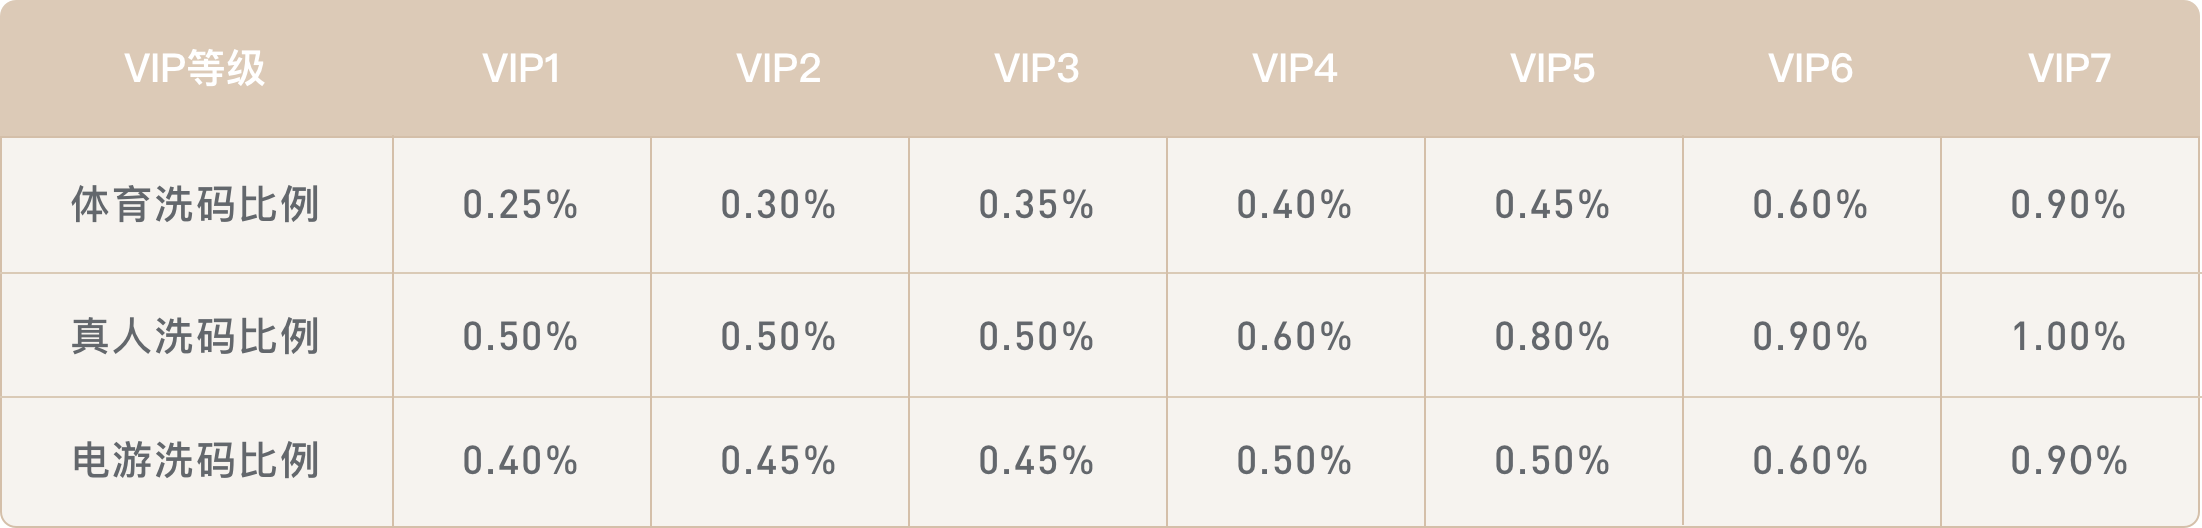 VIP等级 VIP1 VIP2 VIP3 VIP4 VIP5 VIP6 VIP7
体育洗码比例 0.25% 0.30% 0.35% 0.40% 0.45% 0.60% 0.90%
真人洗码比例 0.50% 0.50% 0.50% 0.60% 0.80% 0.90% 1.00%
电游洗码比例 0.40% 0.45% 0.45% 0.50% 0.50% 0.60% 0.90%